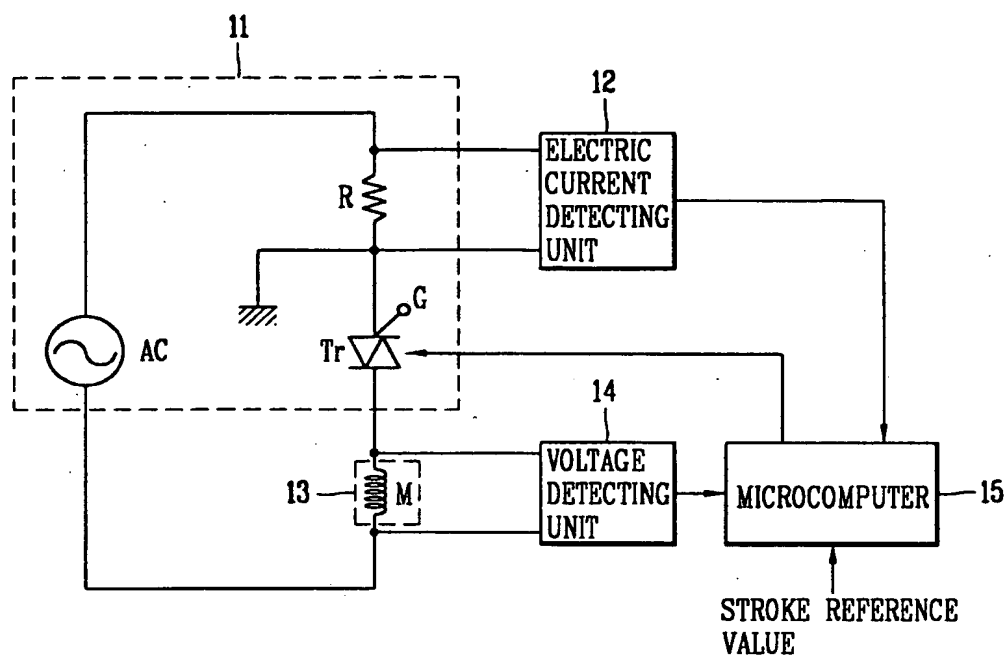 11
12
ELECTRIC
CURRENT
DETECTING
UNIT
R
G
Tr
AC
14
13
M
VOLTAGE
DETECTING
UNIT
MICROCOMPUTER
15
STROKE REFERENCE
VALUE